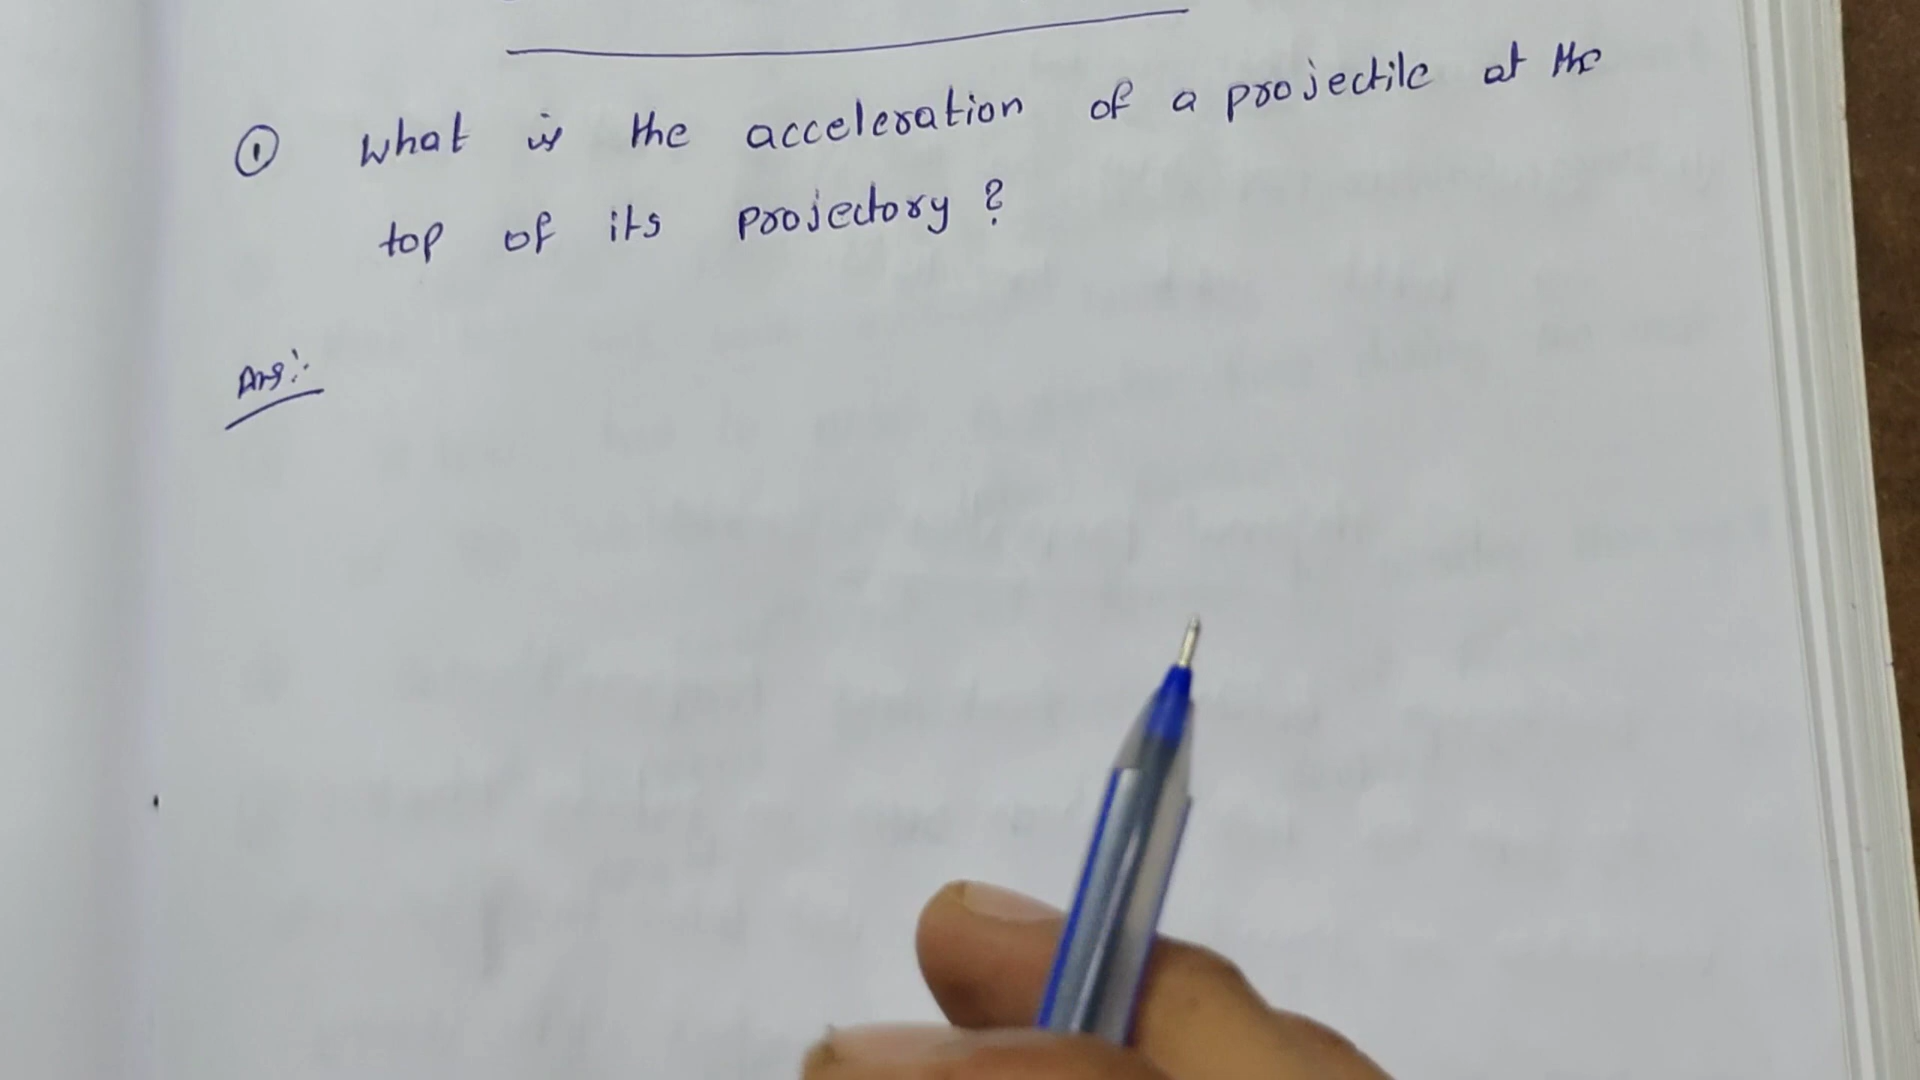 ① what is the acceleration of a projectile at the
top of its projectory ?
Ans:-